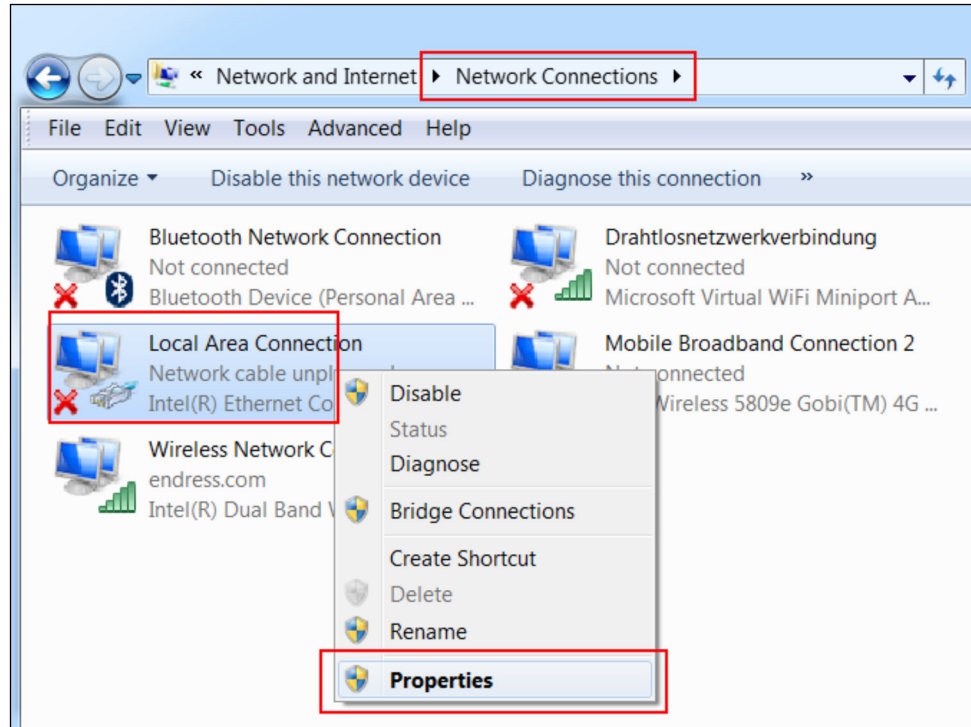 « Network and Internet ▸ Network Connections ▸
File Edit View Tools Advanced Help
Organize ▾ Disable this network device Diagnose this connection »
Bluetooth Network Connection
Not connected
Bluetooth Device (Personal Area ...
Drahtlosnetzwerkverbindung
Not connected
Microsoft Virtual WiFi Miniport A...
Local Area Connection
Network cable
Intel(R) Ethernet
Mobile Broadband Connection 2
Wireless 5809e Gobi(TM) 4G ...
Wireless Network
endress.com
Intel(R) Dual Band
Disable
Status
Diagnose
Bridge Connections
Create Shortcut
Delete
Rename
Properties